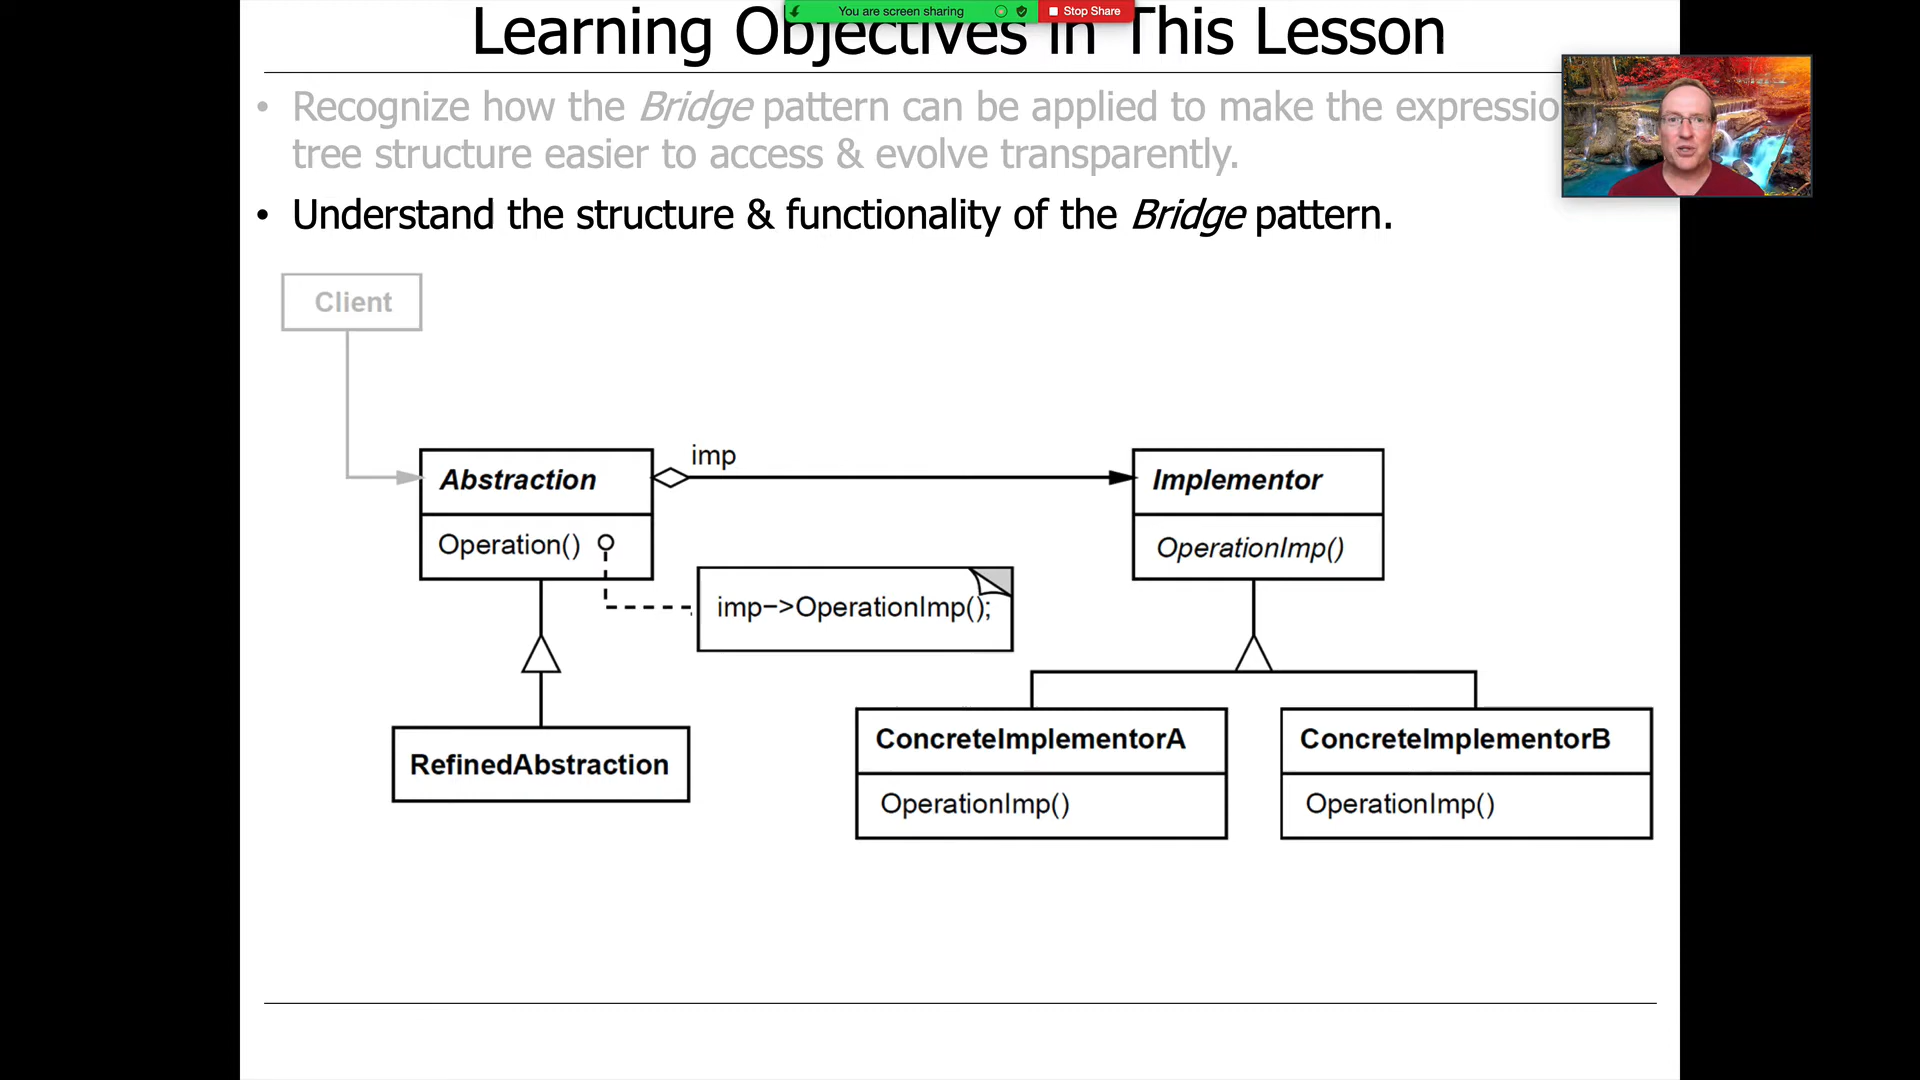 You are screen sharing
Stop Share
Learning Objectives in This Lesson
• Recognize how the Bridge pattern can be applied to make the expressio
tree structure easier to access & evolve transparently.
• Understand the structure & functionality of the Bridge pattern.
Client
imp
Abstraction
Implementor
Operation()
OperationImp()
imp->OperationImp();
RefinedAbstraction
ConcreteImplementorA
ConcreteImplementorB
OperationImp()
OperationImp()